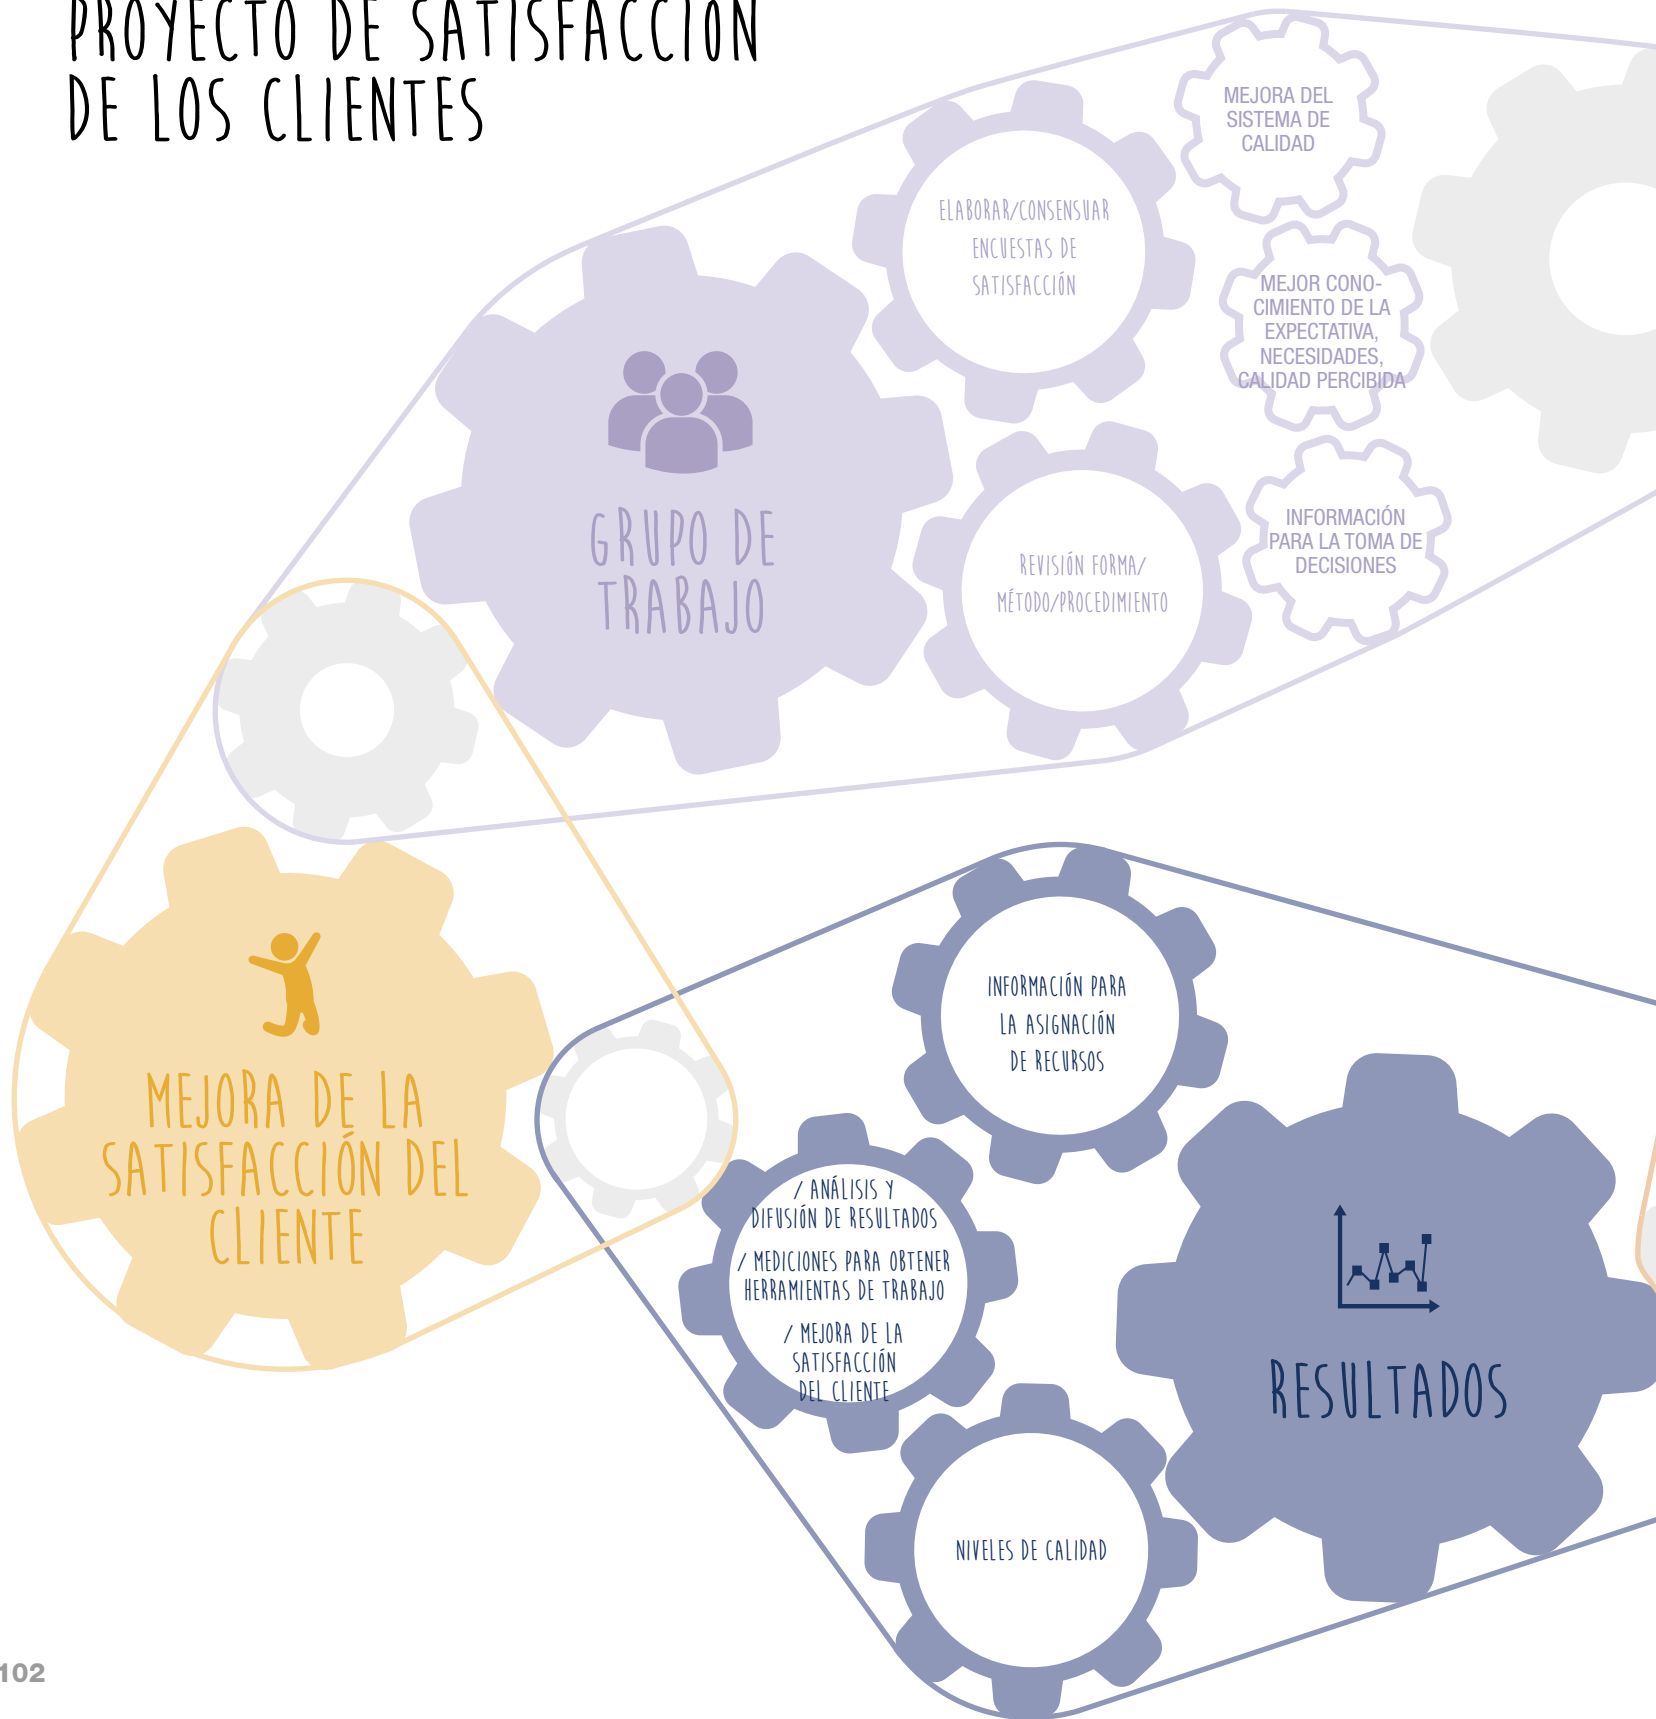 PROYECTO DE SATISFACCIÓN
DE LOS CLIENTES
MEJORA DEL
SISTEMA DE
CALIDAD
ELABORAR/CONSENSUAR
ENCUESTAS DE
SATISFACCIÓN
MEJOR CONO-
CIMIENTO DE LA
EXPECTATIVA,
NECESIDADES,
CALIDAD PERCIBIDA
GRUPO DE
TRABAJO
REVISIÓN FORMA/
MÉTODO/PROCEDIMIENTO
INFORMACIÓN
PARA LA TOMA DE
DECISIONES
MEJORA DE LA
SATISFACCIÓN DEL
CLIENTE
INFORMACIÓN PARA
LA ASIGNACIÓN
DE RECURSOS
/ ANÁLISIS Y
DIFUSIÓN DE RESULTADOS
/ MEDICIONES PARA OBTENER
HERRAMIENTAS DE TRABAJO
/ MEJORA DE LA
SATISFACCIÓN
DEL CLIENTE
RESULTADOS
NIVELES DE CALIDAD
102